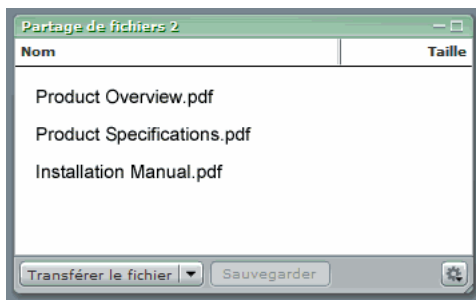 Partage de fichiers 2
Nom Taille
Product Overview.pdf
Product Specifications.pdf
Installation Manual.pdf
Transférer le fichier Sauvegarder